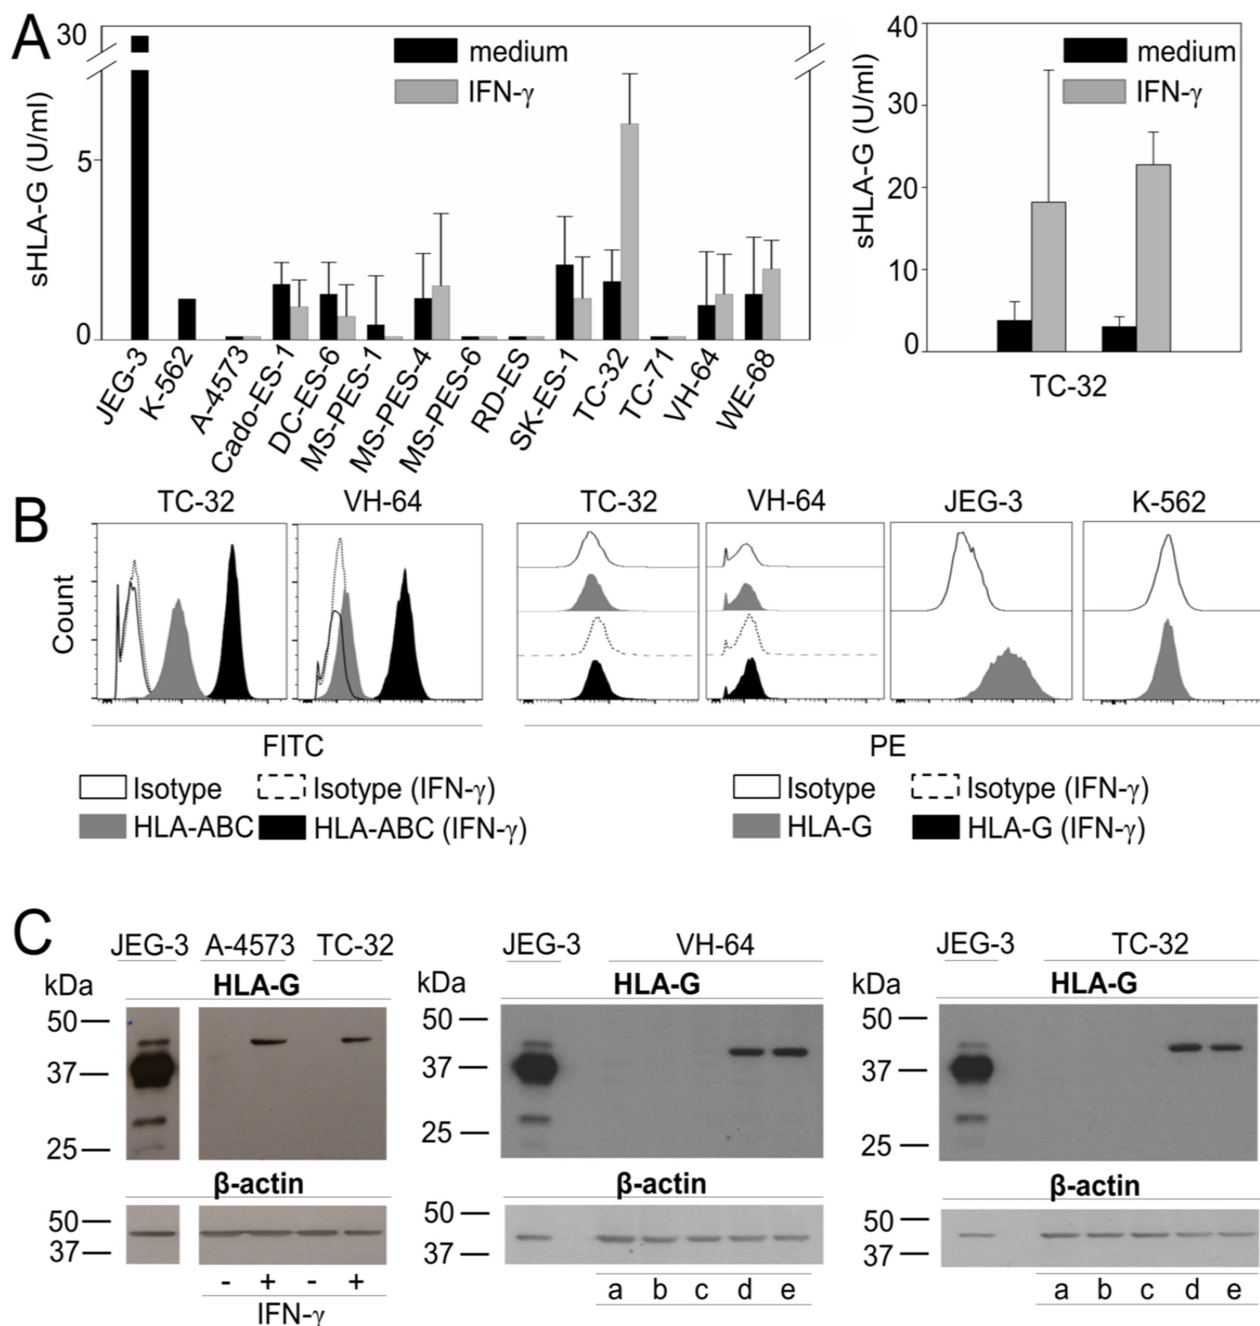 A
30
5
0
sHLA-G (U/ml)
medium
IFN-γ
JEG-3
K-562
A-4573
Cado-ES-1
DC-ES-6
MS-PES-1
MS-PES-4
MS-PES-6
RD-ES
SK-ES-1
TC-32
TC-71
VH-64
WE-68
40
30
20
10
0
sHLA-G (U/ml)
medium
IFN-γ
TC-32
B
TC-32 VH-64
Count
FITC
Isotype Isotype (IFN-γ)
HLA-ABC HLA-ABC (IFN-γ)
TC-32 VH-64 JEG-3 K-562
PE
Isotype Isotype (IFN-γ)
HLA-G HLA-G (IFN-γ)
C
JEG-3 A-4573 TC-32
kDa HLA-G
50
37
25
β-actin
50
37
- + - +
IFN-γ
JEG-3 VH-64
kDa HLA-G
50
37
25
β-actin
50
37
a b c d e
JEG-3 TC-32
kDa HLA-G
50
37
25
β-actin
50
37
a b c d e